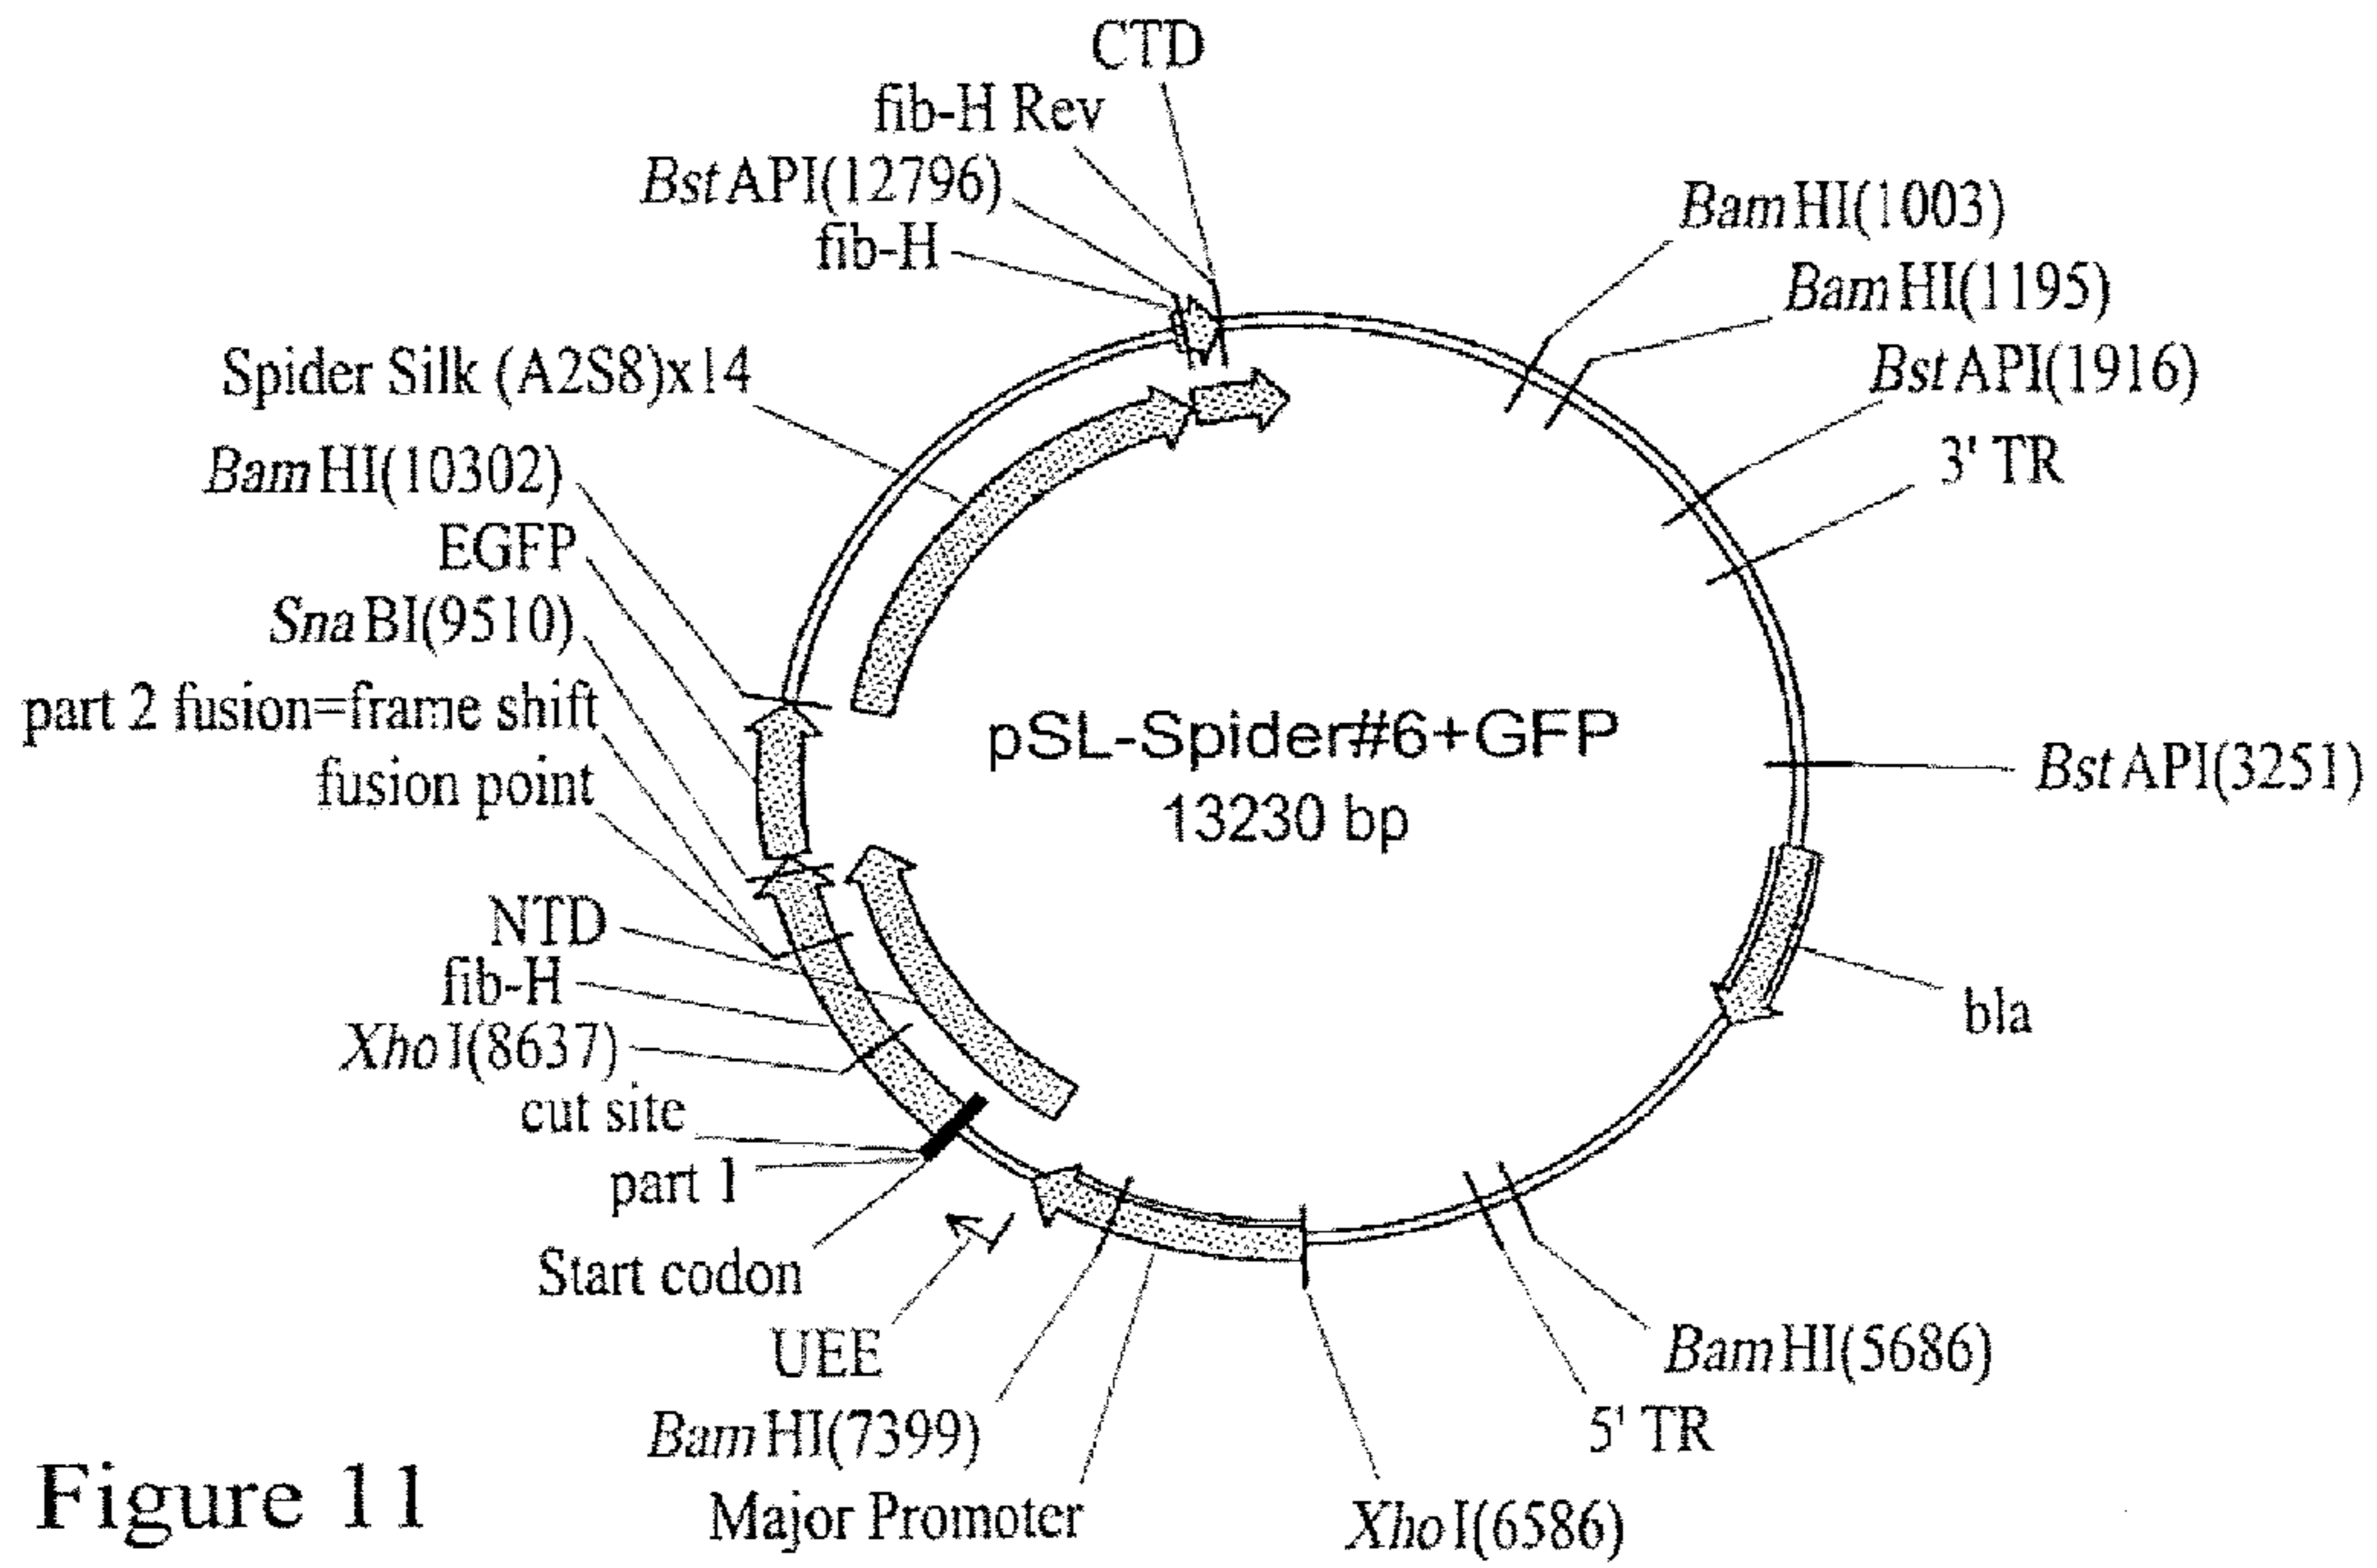 CTD
fib-H Rev
BstAPI(12796)
fib-H
BamHI(1003)
BamHI(1195)
BstAPI(1916)
3' TR
Spider Silk (A2S8)x14
BamHI(10302)
EGFP
SnaBI(9510)
part 2 fusion=frame shift
fusion point
pSL-Spider#6+GFP
13230 bp
BstAPI(3251)
NTD
fib-H
XhoI(8637)
cut site
part 1
Start codon
UEE
BamHI(7399)
Major Promoter
bla
BamHI(5686)
5' TR
XhoI(6586)
Figure 11